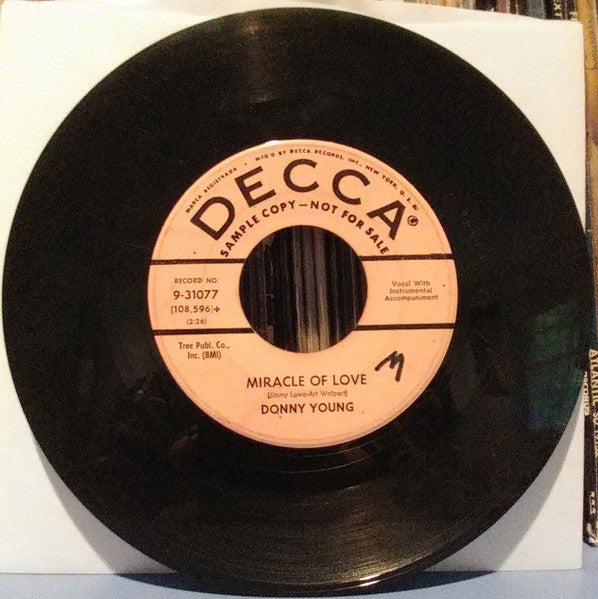 MARCA REGISTRADA • MFG'D BY DECCA RECORDS, INC., NEW YORK, U.S.A.
DECCA®
SAMPLE COPY—NOT FOR SALE
RECORD NO.
9-31077
(108,596)+
(2:26)
Vocal With
Instrumental
Accompaniment
Tree Publ. Co.,
Inc. (BMI)
M
MIRACLE OF LOVE
(Jimmy Lowe-Art Wolpert)
DONNY YOUNG
ATLANTIC